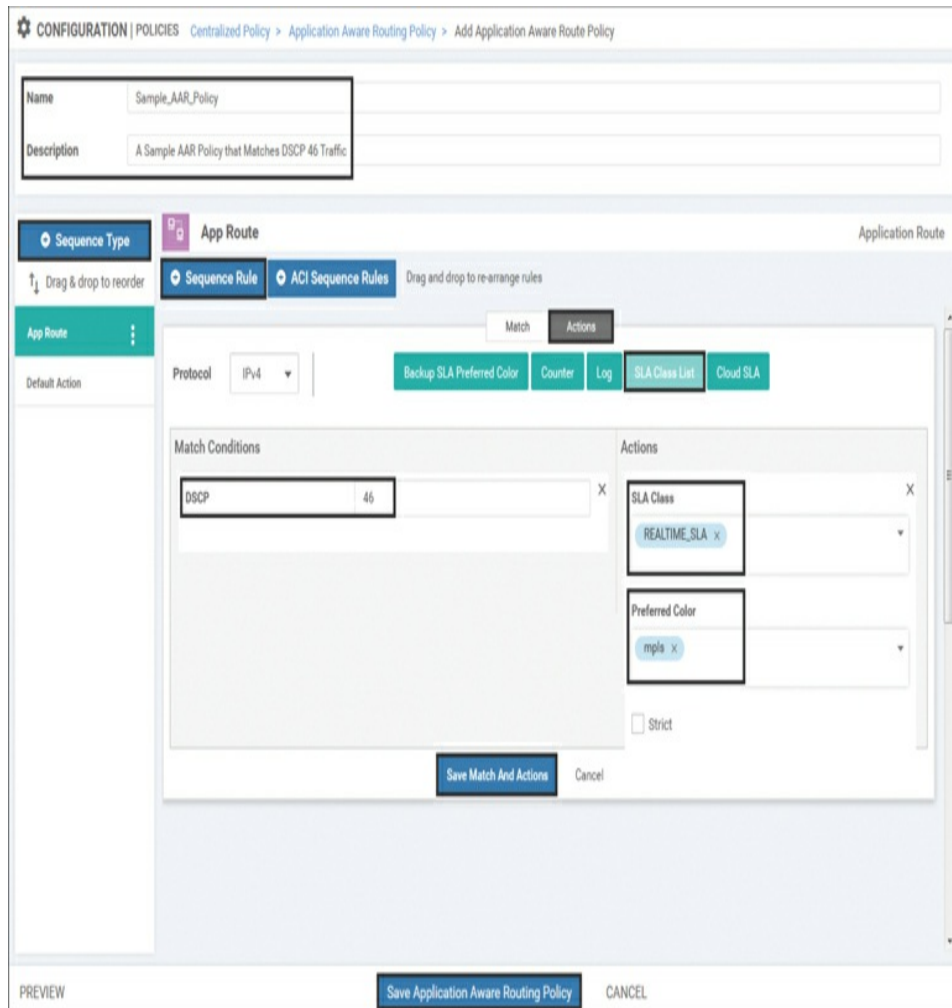 CONFIGURATION | POLICIES Centralized Policy > Application Aware Routing Policy > Add Application Aware Route Policy
Name Sample_AAR_Policy
Description A Sample AAR Policy that Matches DSCP 46 Traffic
Sequence Type
Drag & drop to reorder
App Route
Default Action
App Route Application Route
Sequence Rule ACI Sequence Rules Drag and drop to re-arrange rules
Match Actions
Protocol IPv4 Backup SLA Preferred Color Counter Log SLA Class List Cloud SLA
Match Conditions
DSCP 46 X
Actions
SLA Class X
REALTIME_SLA x
Preferred Color
mpls x
Strict
Save Match And Actions Cancel
PREVIEW Save Application Aware Routing Policy CANCEL